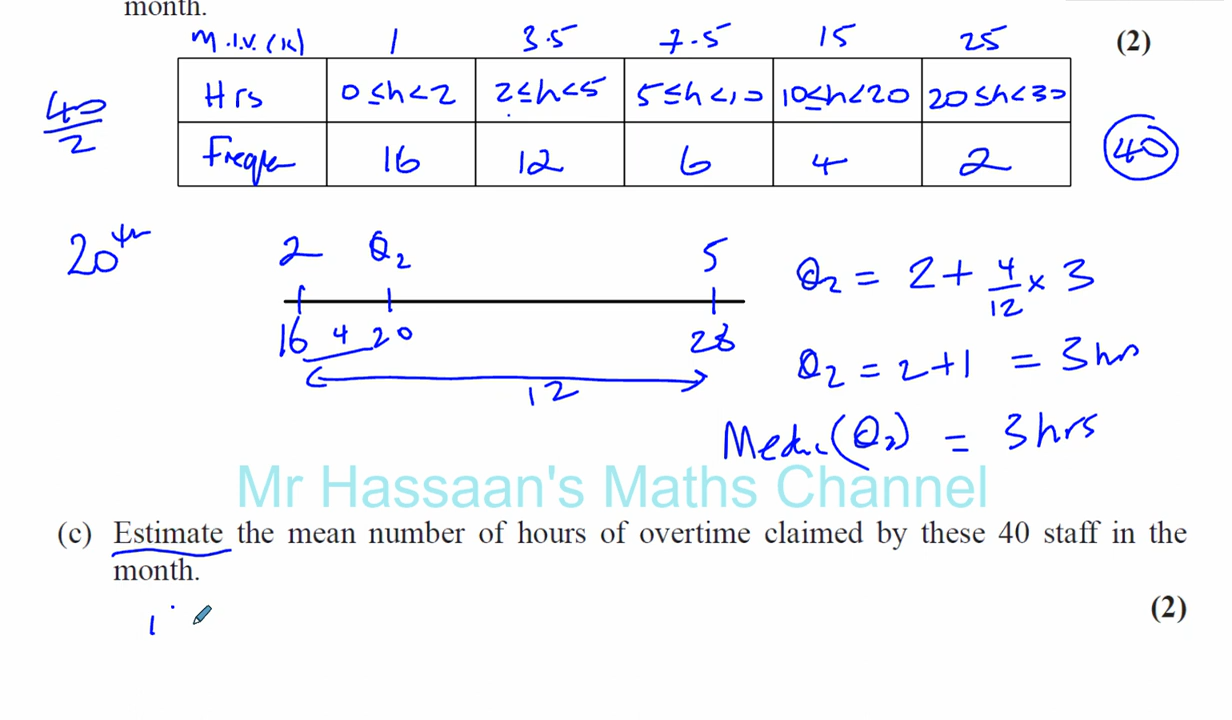 month.
m.i.v.(x) 1 3.5 7.5 15 25 (2)
Hrs 0≤h<2 2≤h<5 5≤h<10 10≤h<20 20≤h<30
40/2
16 12 6 4 2 40
20th
2 Q2 5
16 4 20 28
12
Q2 = 2 + 4/12 × 3
Q2 = 2+1 = 3hrs
(Q2) = 3hrs
Mr Hassaan's Maths Channel
(c) Estimate the mean number of hours of overtime claimed by these 40 staff in the
month.
(2)